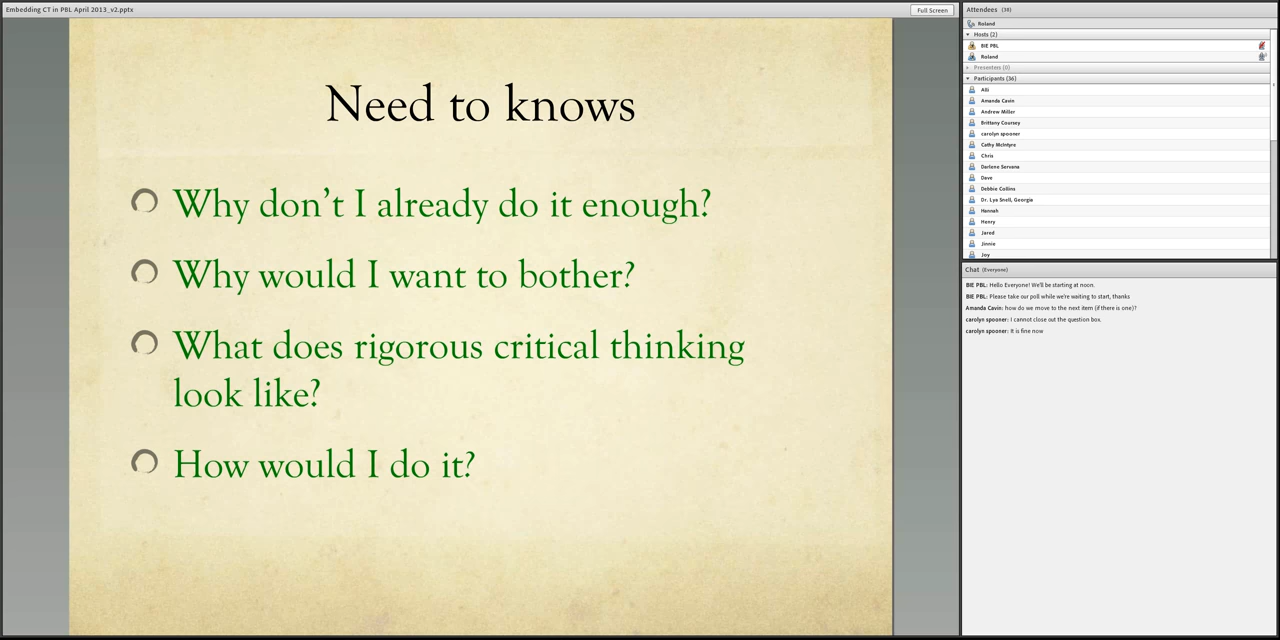 Embedding CT in PBL April 2013_v2.pptx
Full Screen
Need to knows
Why don’t I already do it enough?
Why would I want to bother?
What does rigorous critical thinking
look like?
How would I do it?
Attendees (38)
Roland
Hosts (2)
BIE PBL
Roland
Presenters (0)
Participants (36)
Alli
Amanda Cavin
Andrew Miller
Brittany Coursey
carolyn spooner
Cathy McIntyre
Chris
Darlene Servana
Dave
Debbie Collins
Dr. Lya Snell, Georgia
Hannah
Henry
Jared
Jinnie
Joy
Chat (Everyone)
BIE PBL: Hello Everyone! We'll be starting at noon.
BIE PBL: Please take our poll while we're waiting to start, thanks
Amanda Cavin: how do we move to the next item (if there is one)?
carolyn spooner: I cannot close out the question box.
carolyn spooner: It is fine now